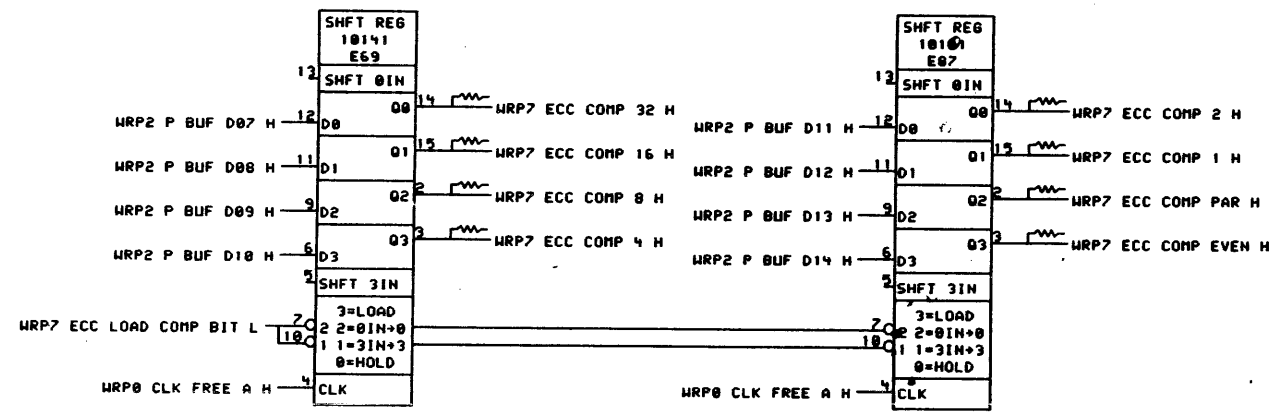 SHFT REG
10141
E69
13
SHFT 0IN
Q0 14 WRP7 ECC COMP 32 H
WRP2 P BUF D07 H 12 D0
Q1 15 WRP7 ECC COMP 16 H
WRP2 P BUF D08 H 11 D1
Q2 2 WRP7 ECC COMP 8 H
WRP2 P BUF D09 H 9 D2
Q3 3 WRP7 ECC COMP 4 H
WRP2 P BUF D10 H 6 D3
5
SHFT 3IN
3=LOAD
WRP7 ECC LOAD COMP BIT L 7 2 2=0IN→0
10 1 1=3IN→3
0=HOLD
WRP0 CLK FREE A H 4 CLK
SHFT REG
E87
13
SHFT 0IN
Q0 14 WRP7 ECC COMP 2 H
WRP2 P BUF D11 H 12 D0
Q1 15 WRP7 ECC COMP 1 H
WRP2 P BUF D12 H 11 D1
Q2 2 WRP7 ECC COMP PAR H
WRP2 P BUF D13 H 9 D2
Q3 3 WRP7 ECC COMP EVEN H
WRP2 P BUF D14 H 6 D3
5
SHFT 3IN
3=LOAD
7 2 2=0IN→0
10 1 1=3IN→3
0=HOLD
WRP0 CLK FREE A H 4 CLK